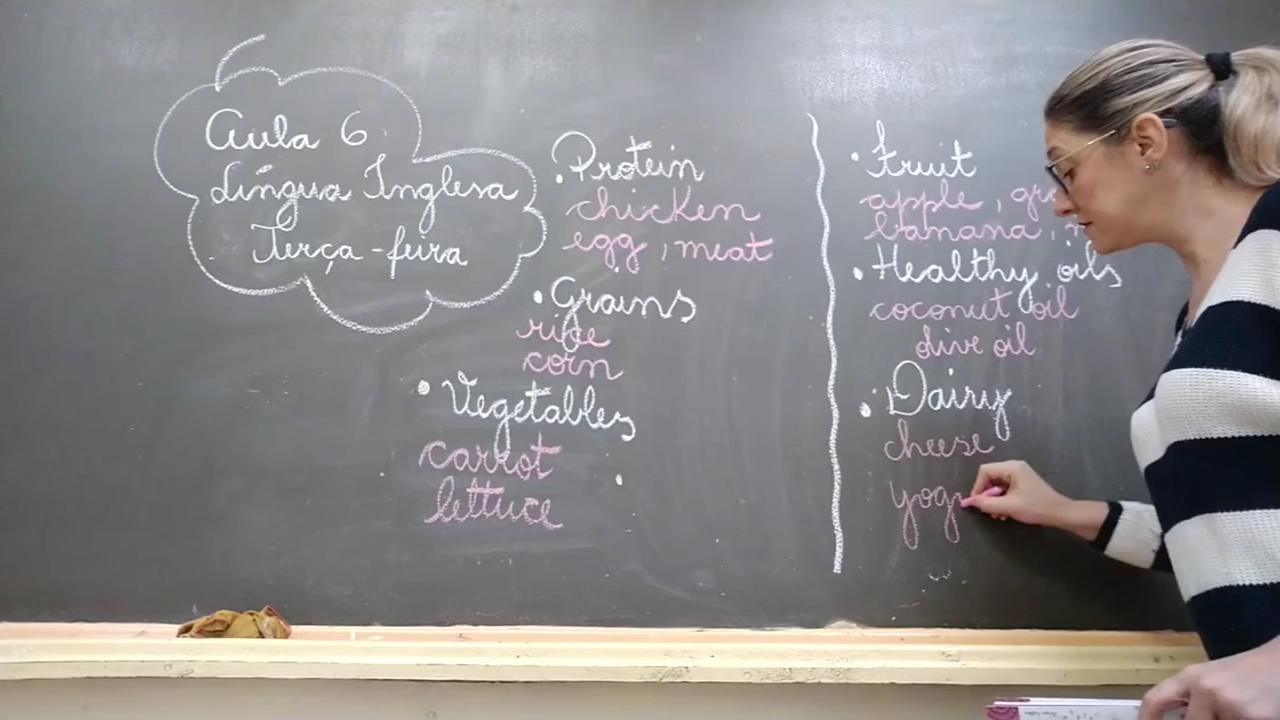 Aula 6
Língua Inglesa
Terça-feira
• Protein
chicken
egg, meat
• Grains
rice
corn
• Vegetables
carrot
lettuce
• Fruit
apple,
banana,
• Healthy oils
coconut oil
olive oil
• Dairy
cheese
yog